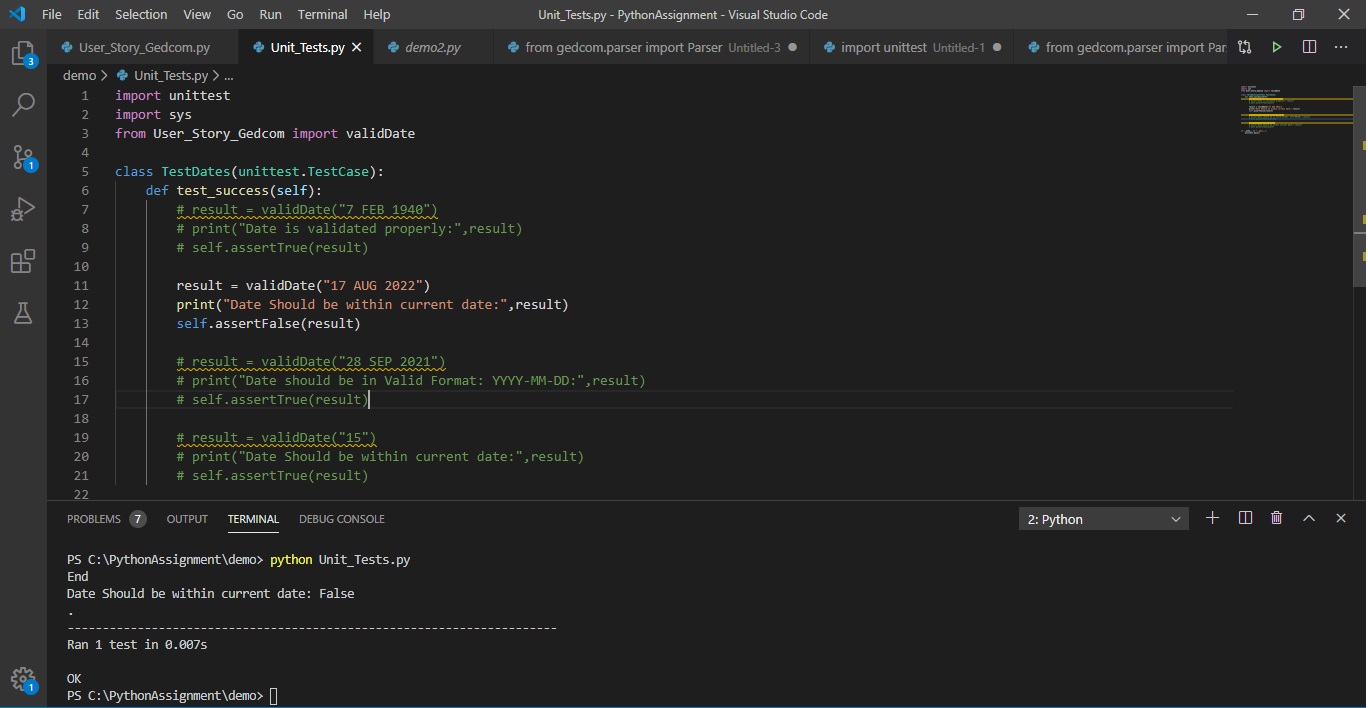 File Edit Selection View Go Run Terminal Help Unit_Tests.py - PythonAssignment - Visual Studio Code
User_Story_Gedcom.py Unit_Tests.py demo2.py from gedcom.parser import Parser Untitled-3 import unittest Untitled-1 from gedcom.parser import Par
demo > Unit_Tests.py > ...
1 import unittest
2 import sys
3 from User_Story_Gedcom import validDate
4
5 class TestDates(unittest.TestCase):
6 def test_success(self):
7 # result = validDate("7 FEB 1940")
8 # print("Date is validated properly:",result)
9 # self.assertTrue(result)
10
11 result = validDate("17 AUG 2022")
12 print("Date Should be within current date:",result)
13 self.assertFalse(result)
14
15 # result = validDate("28 SEP 2021")
16 # print("Date should be in Valid Format: YYYY-MM-DD:",result)
17 # self.assertTrue(result)
18
19 # result = validDate("15")
20 # print("Date Should be within current date:",result)
21 # self.assertTrue(result)
22
3
1
1
PROBLEMS 7 OUTPUT TERMINAL DEBUG CONSOLE 2: Python
PS C:\PythonAssignment\demo> python Unit_Tests.py
End
Date Should be within current date: False
.
----------------------------------------------------------------------
Ran 1 test in 0.007s
OK
PS C:\PythonAssignment\demo>